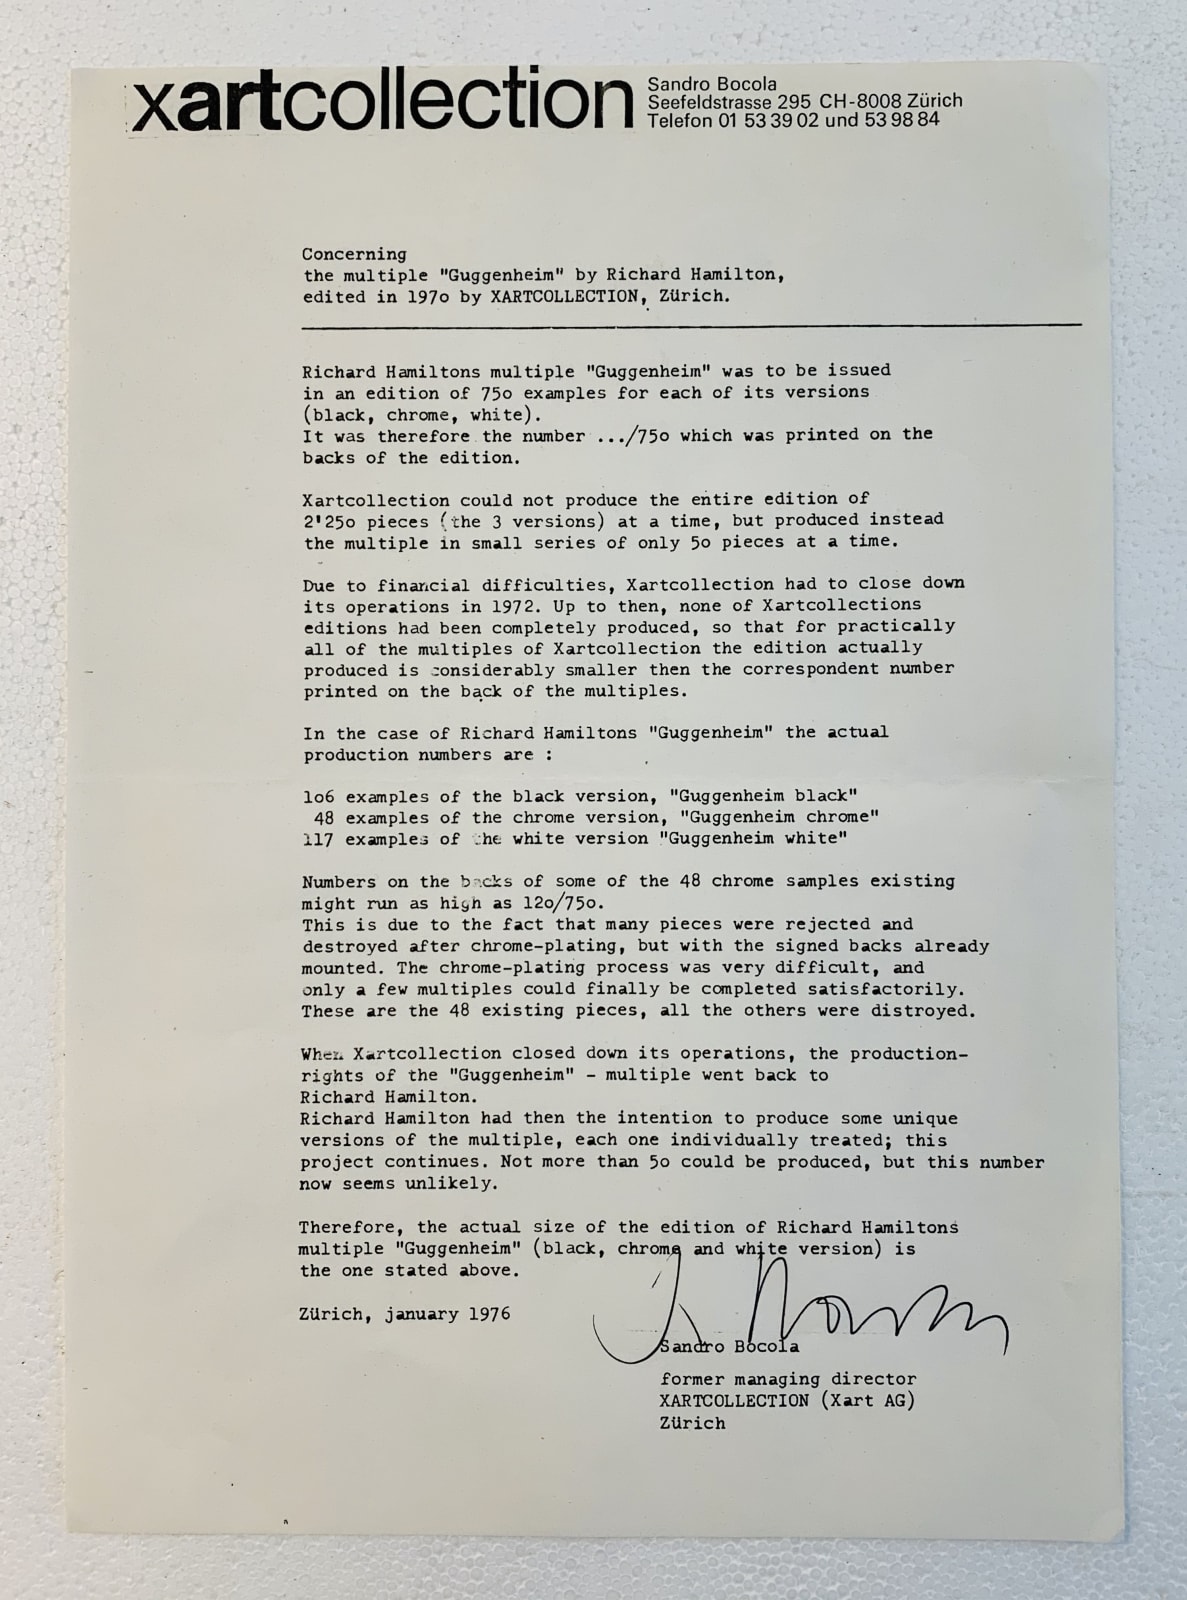 xartcollection
Sandro Bocola
Seefeldstrasse 295 CH-8008 Zürich
Telefon 01 53 39 02 und 53 98 84
Concerning
the multiple "Guggenheim" by Richard Hamilton,
edited in 197o by XARTCOLLECTION, Zürich.
Richard Hamiltons multiple "Guggenheim" was to be issued
in an edition of 75o examples for each of its versions
(black, chrome, white).
It was therefore the number .../75o which was printed on the
backs of the edition.
Xartcollection could not produce the entire edition of
2'25o pieces (the 3 versions) at a time, but produced instead
the multiple in small series of only 5o pieces at a time.
Due to financial difficulties, Xartcollection had to close down
its operations in 1972. Up to then, none of Xartcollections
editions had been completely produced, so that for practically
all of the multiples of Xartcollection the edition actually
produced is considerably smaller then the correspondent number
printed on the back of the multiples.
In the case of Richard Hamiltons "Guggenheim" the actual
production numbers are :
1o6 examples of the black version, "Guggenheim black"
48 examples of the chrome version, "Guggenheim chrome"
117 examples of the white version "Guggenheim white"
Numbers on the backs of some of the 48 chrome samples existing
might run as high as 12o/75o.
This is due to the fact that many pieces were rejected and
destroyed after chrome-plating, but with the signed backs already
mounted. The chrome-plating process was very difficult, and
only a few multiples could finally be completed satisfactorily.
These are the 48 existing pieces, all the others were distroyed.
When Xartcollection closed down its operations, the production-
rights of the "Guggenheim" - multiple went back to
Richard Hamilton.
Richard Hamilton had then the intention to produce some unique
versions of the multiple, each one individually treated; this
project continues. Not more than 5o could be produced, but this number
now seems unlikely.
Therefore, the actual size of the edition of Richard Hamiltons
multiple "Guggenheim" (black, chrome and white version) is
the one stated above.
Zürich, january 1976
Sandro Bocola
former managing director
XARTCOLLECTION (Xart AG)
Zürich